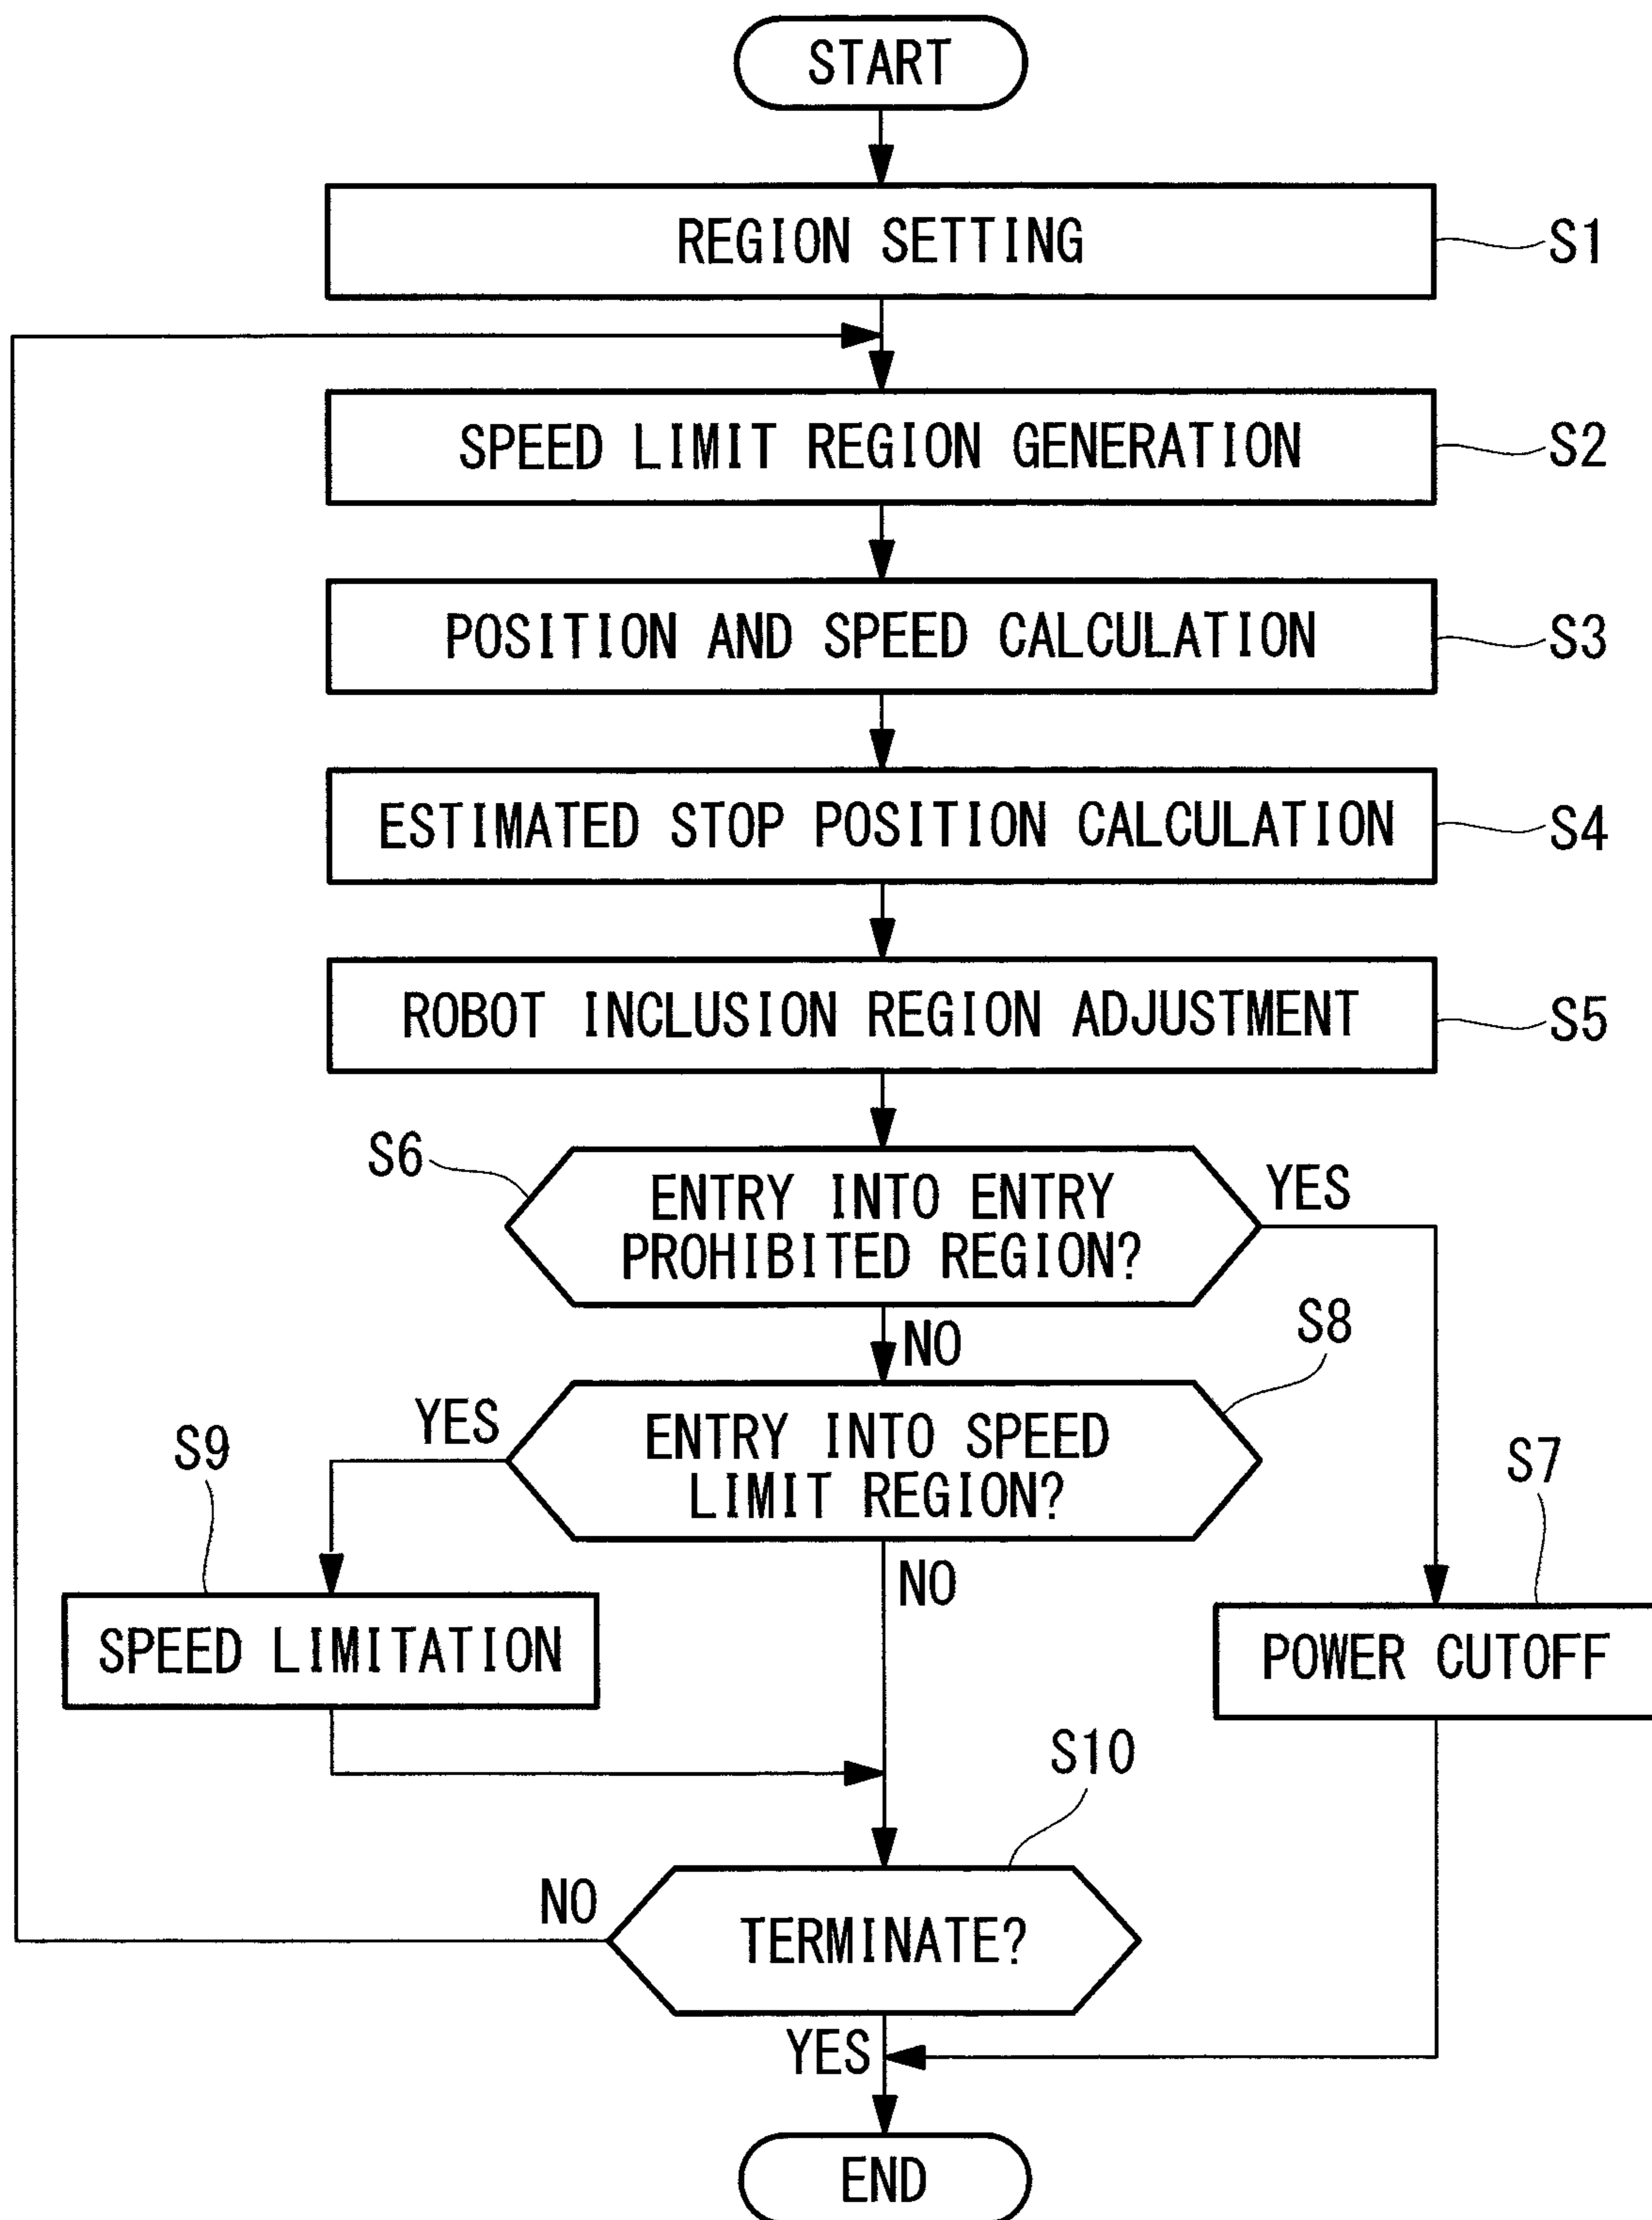 START
REGION SETTING
S1
SPEED LIMIT REGION GENERATION
S2
POSITION AND SPEED CALCULATION
S3
ESTIMATED STOP POSITION CALCULATION
S4
ROBOT INCLUSION REGION ADJUSTMENT
S5
S6
ENTRY INTO ENTRY
PROHIBITED REGION?
YES
NO
S8
YES
ENTRY INTO SPEED
LIMIT REGION?
S9
S7
NO
SPEED LIMITATION
POWER CUTOFF
S10
NO
TERMINATE?
YES
END